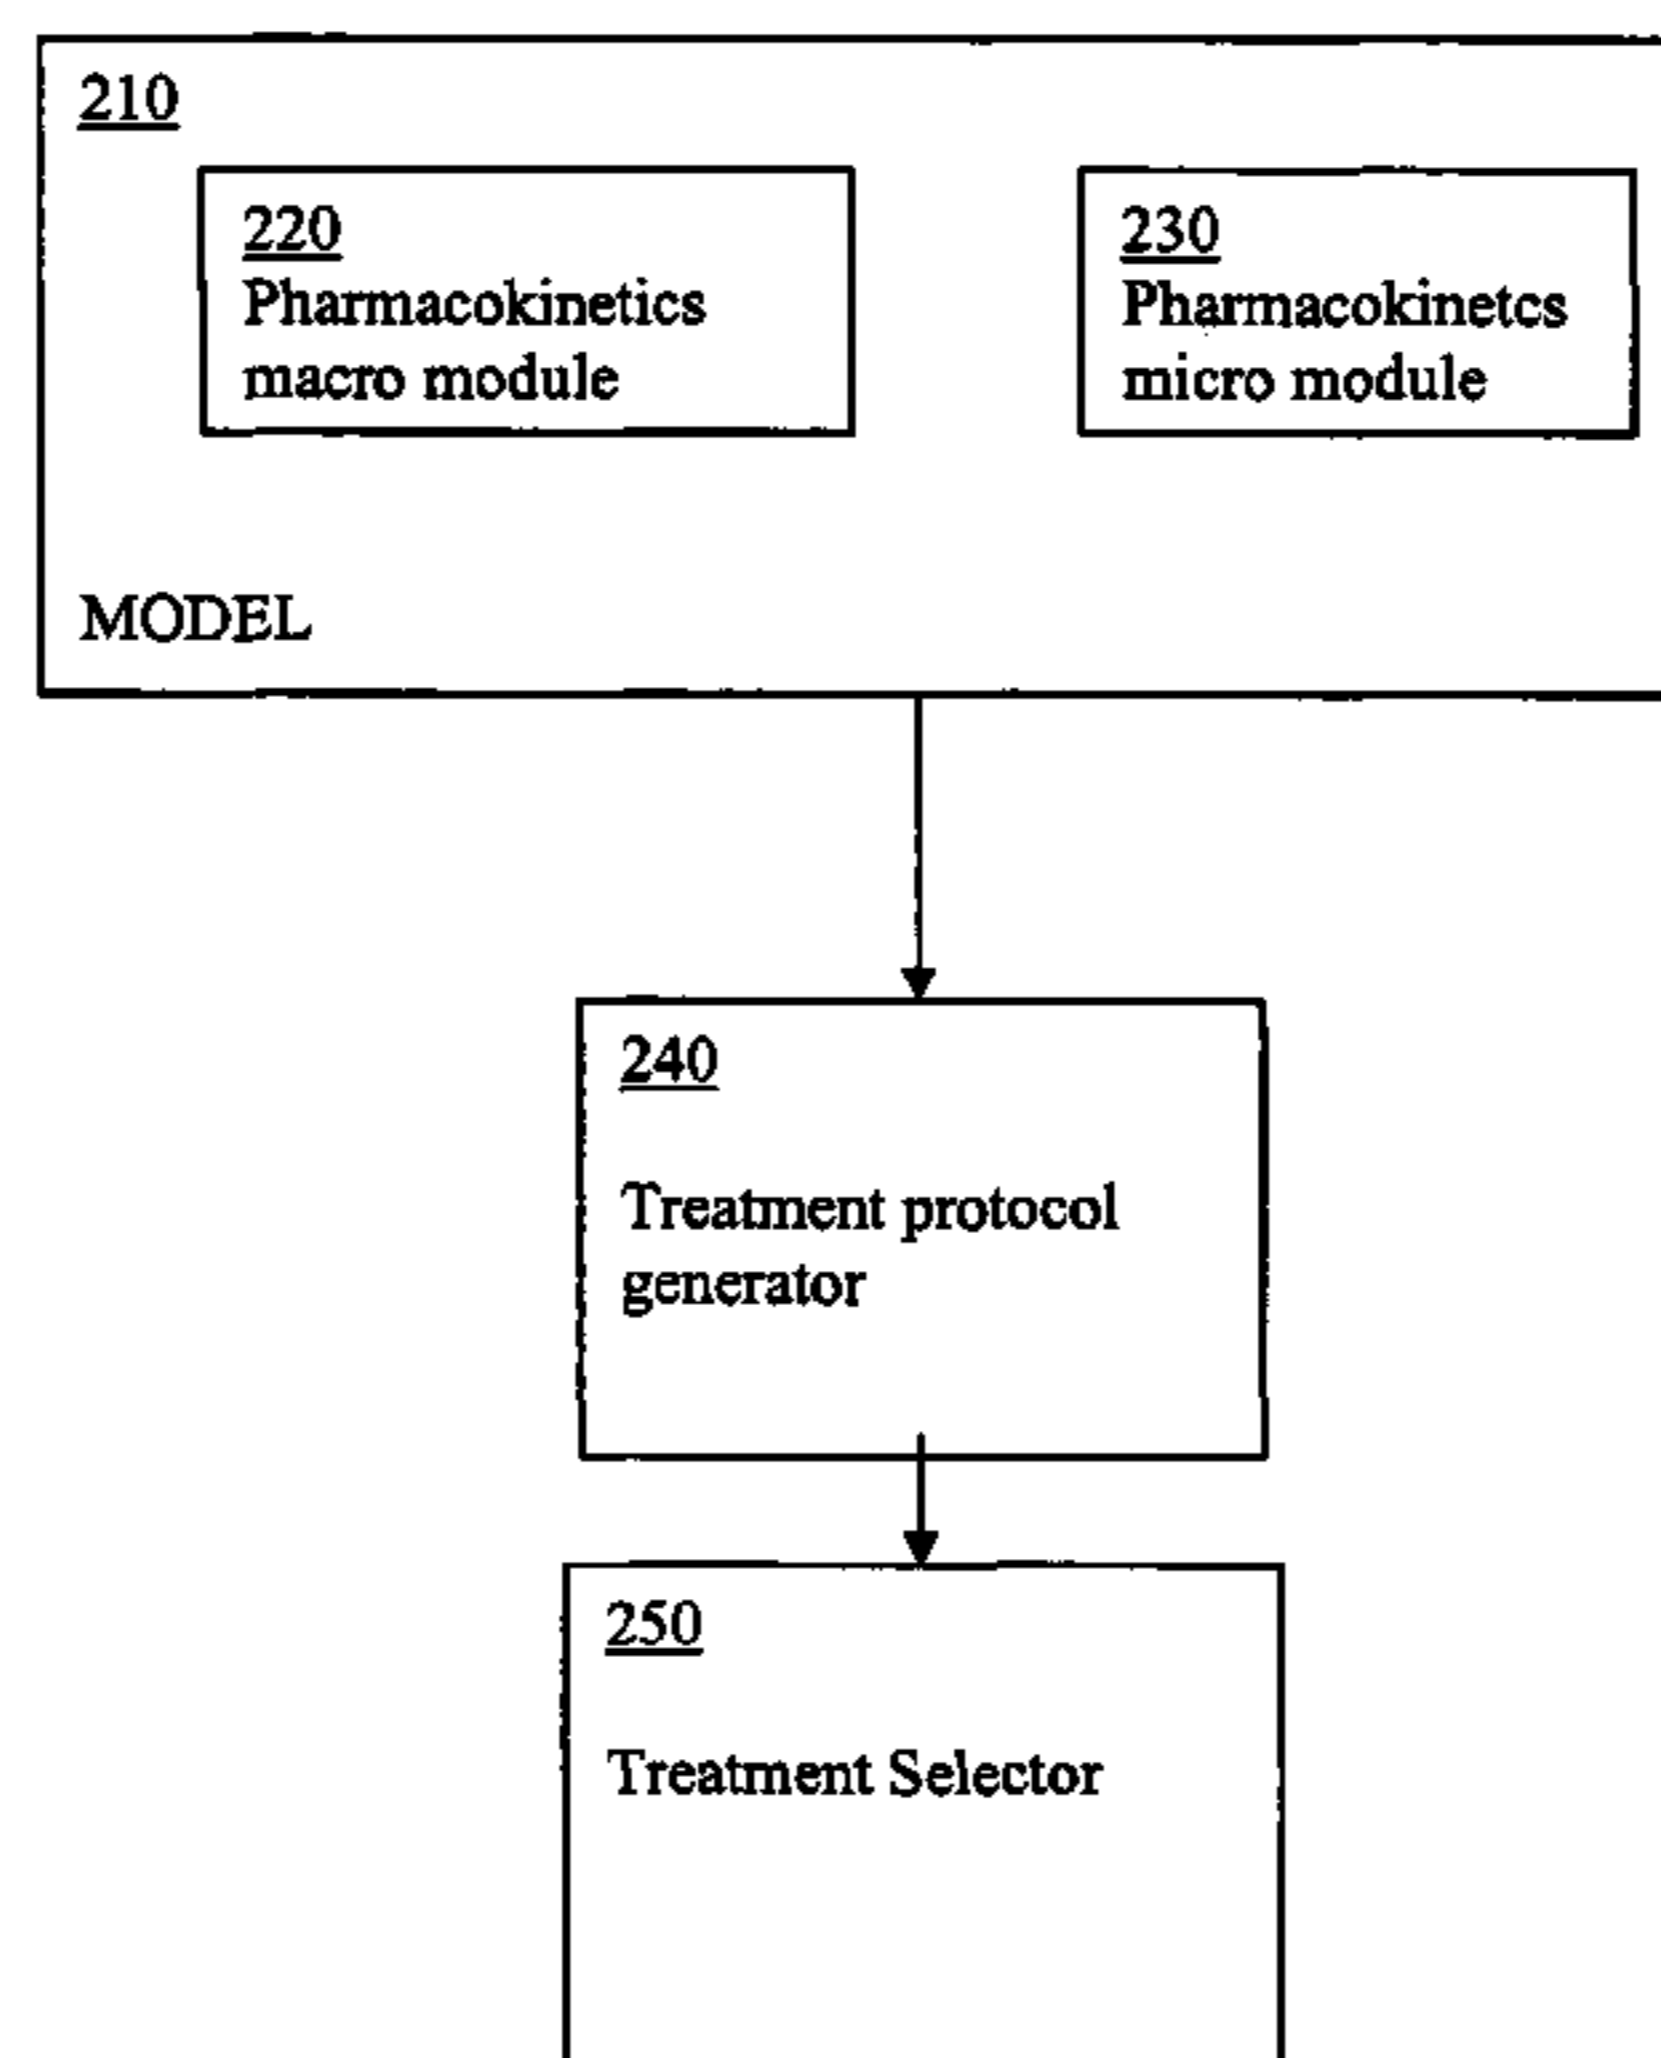 210
220
Pharmacokinetics
macro module
230
Pharmacokinetcs
micro module
MODEL
240
Treatment protocol
generator
250
Treatment Selector